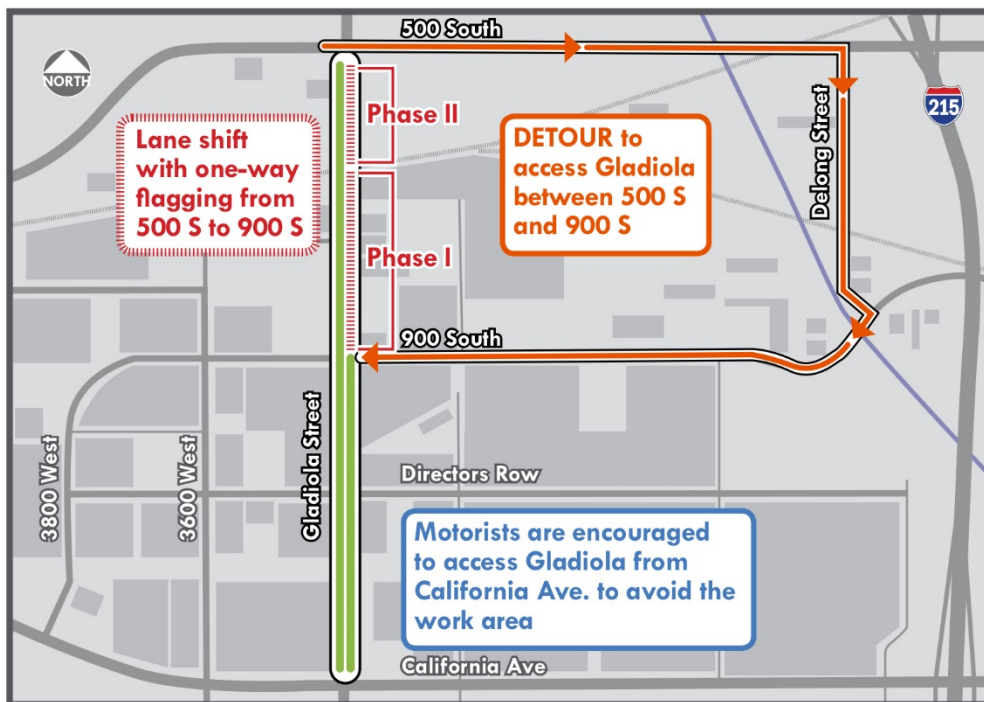 500 South
NORTH
Phase II
215
Lane shift
with one-way
flagging from
500 S to 900 S
DETOUR to
access Gladiola
between 500 S
and 900 S
Delong Street
Phase I
900 South
Gladiola Street
3800 West
3600 West
Directors Row
Motorists are encouraged
to access Gladiola from
California Ave. to avoid the
work area
California Ave